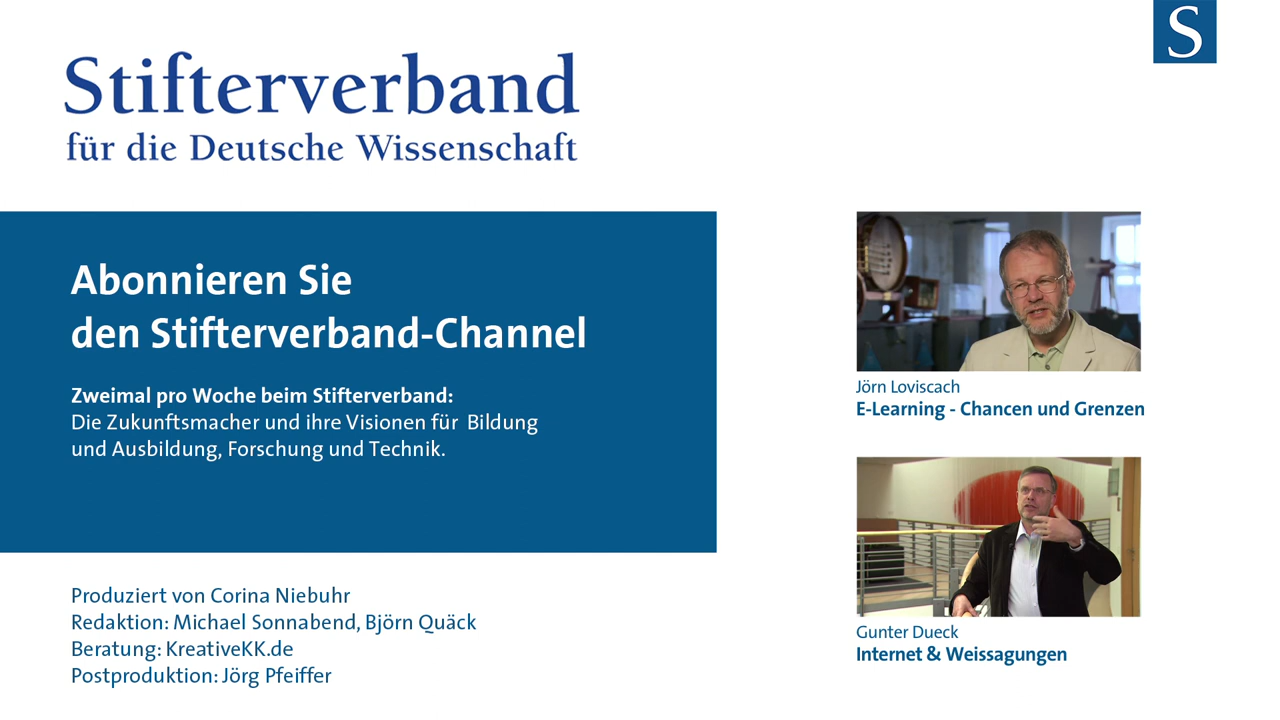 Stifterverband
für die Deutsche Wissenschaft
S
Abonnieren Sie
den Stifterverband-Channel
Zweimal pro Woche beim Stifterverband:
Die Zukunftsmacher und ihre Visionen für Bildung
und Ausbildung, Forschung und Technik.
Produziert von Corina Niebuhr
Redaktion: Michael Sonnabend, Björn Quäck
Beratung: KreativeKK.de
Postproduktion: Jörg Pfeiffer
Jörn Loviscach
E-Learning - Chancen und Grenzen
Gunter Dueck
Internet & Weissagungen